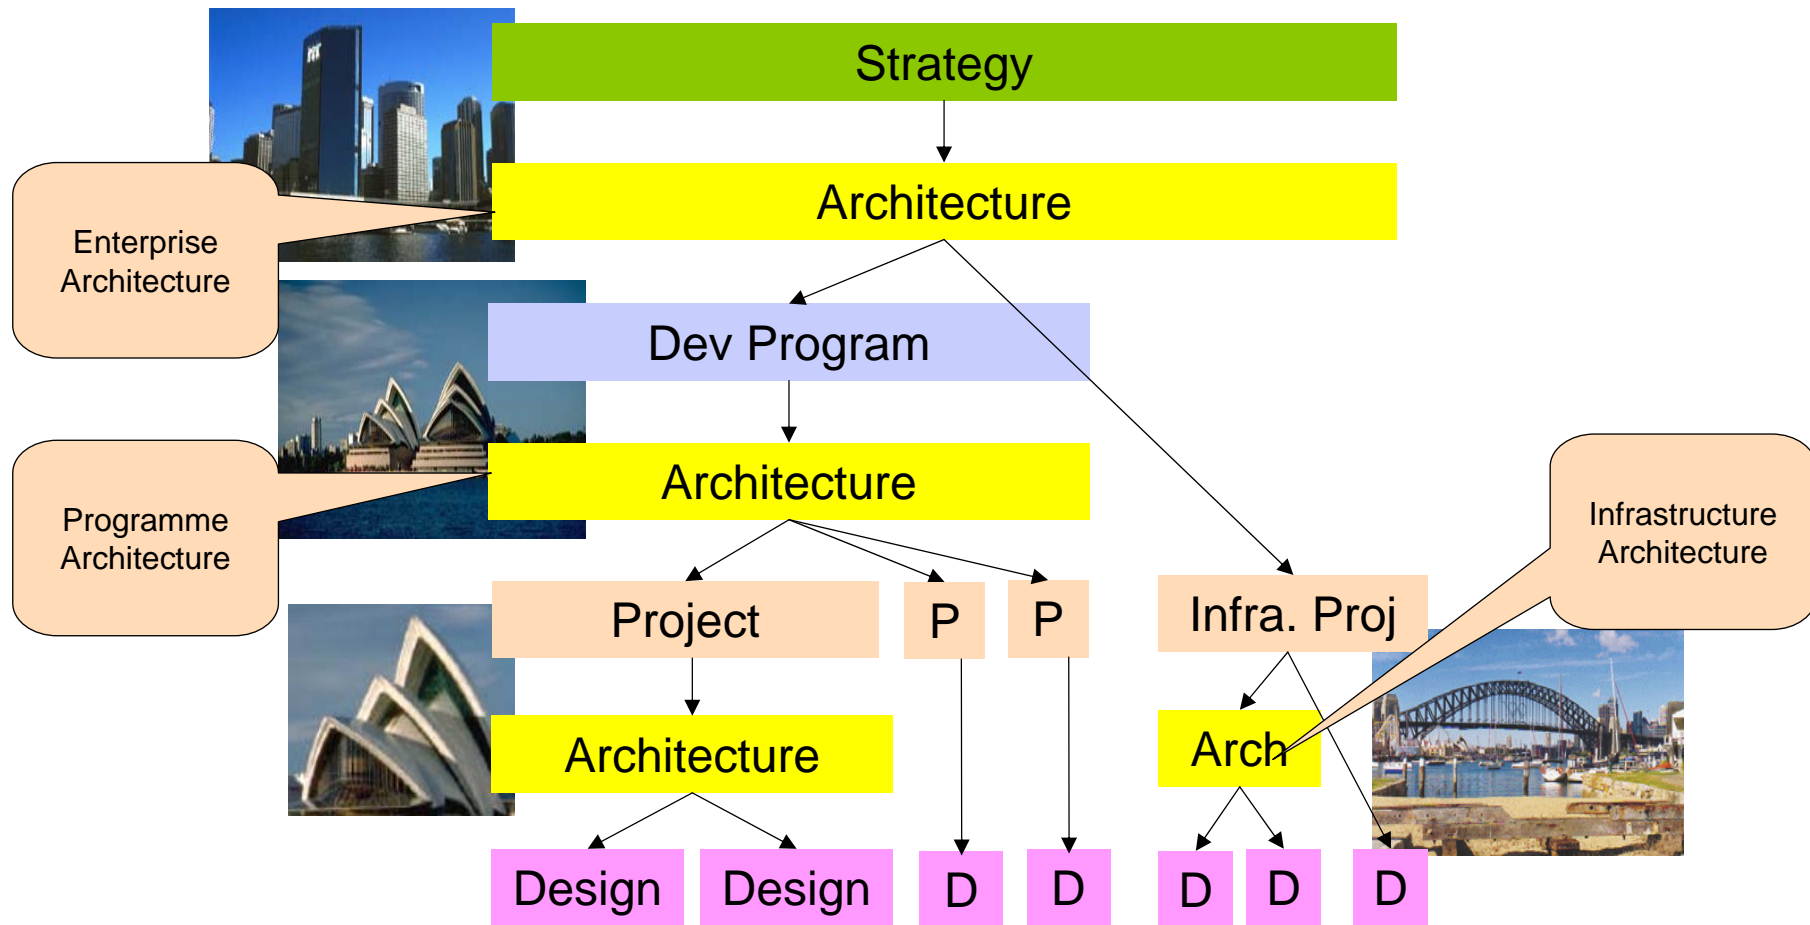 Strategy
Architecture
Enterprise
Architecture
Dev Program
Architecture
Programme
Architecture
Infrastructure
Architecture
Project
P
P
Infra. Proj
Architecture
Arch
Design
Design
D
D
D
D
D